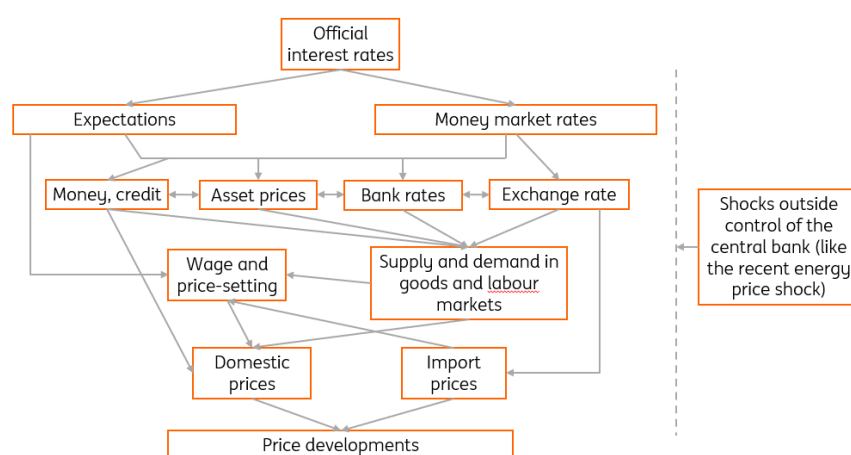 Official
interest rates
Expectations
Money market rates
Money, credit
Asset prices
Bank rates
Exchange rate
Shocks outside
control of the
central bank (like
the recent energy
price shock)
Wage and
price-setting
Supply and demand in
goods and labour
markets
Domestic
prices
Import
prices
Price developments